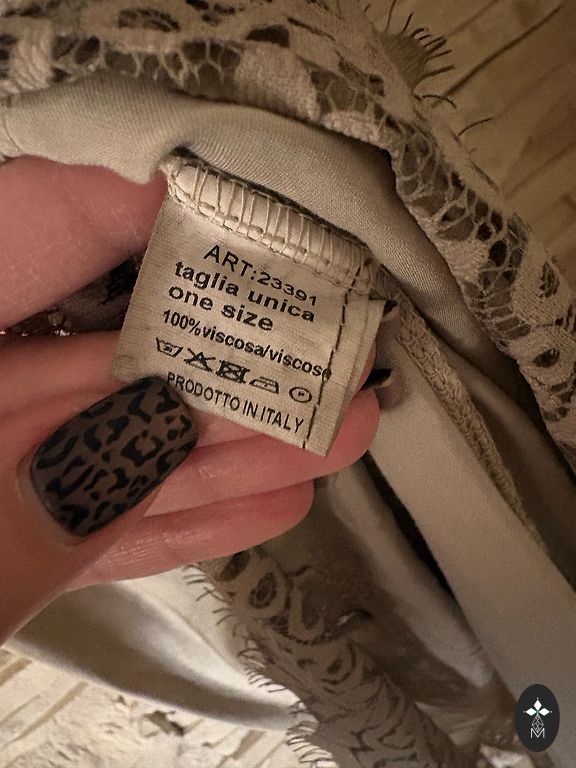 ART:23391
taglia unica
one size
100%viscosa/viscose
PRODOTTO IN ITALY
M